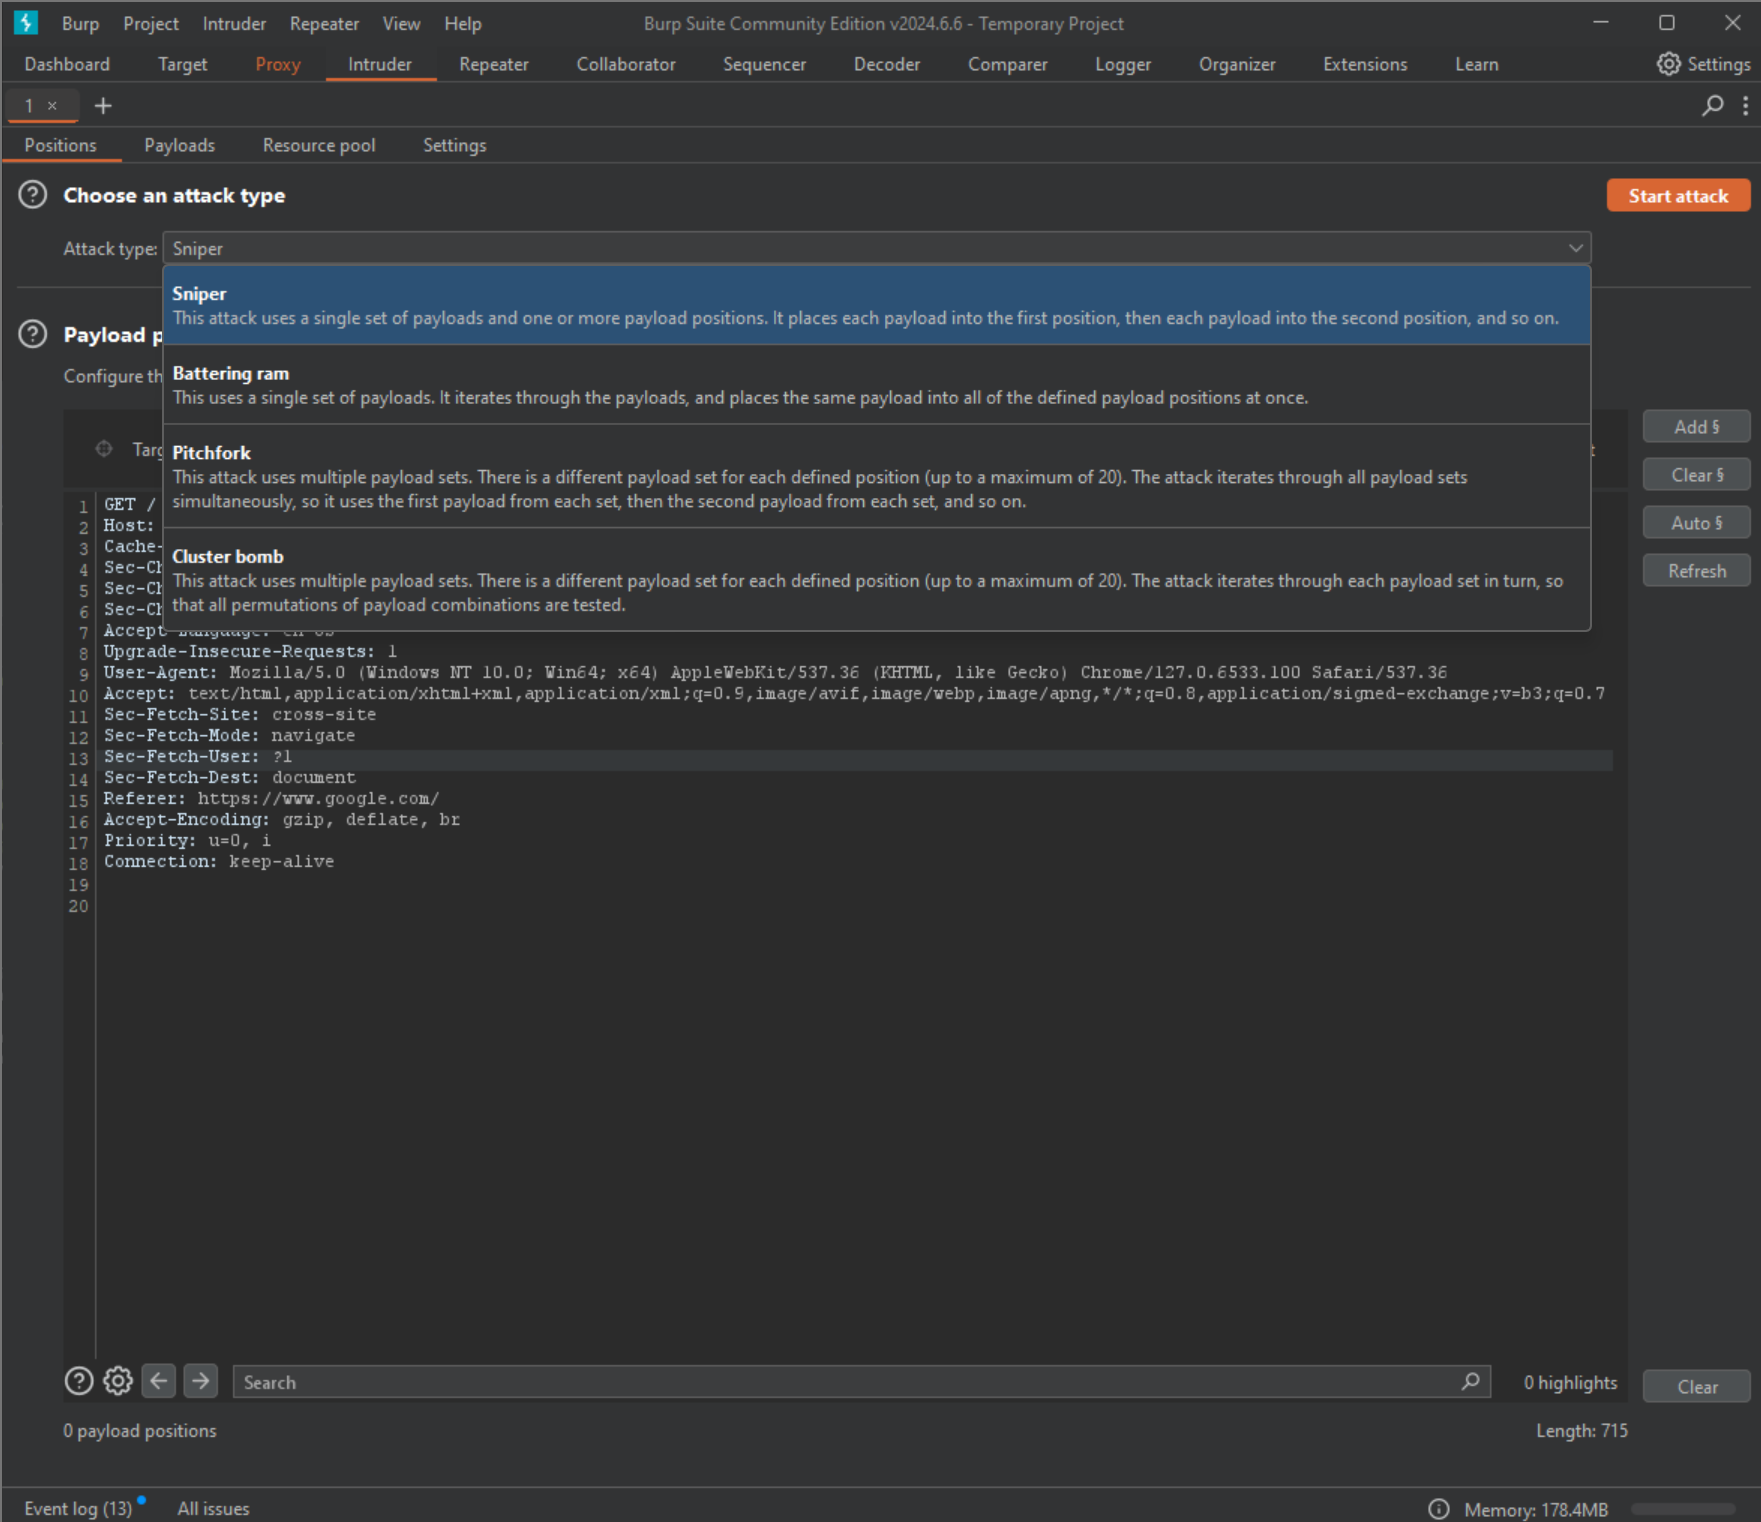 Burp Project Intruder Repeater View Help Burp Suite Community Edition v2024.6.6 - Temporary Project
Dashboard Target Proxy Intruder Repeater Collaborator Sequencer Decoder Comparer Logger Organizer Extensions Learn Settings
1 × +
Positions Payloads Resource pool Settings
Choose an attack type Start attack
Attack type: Sniper
Sniper
This attack uses a single set of payloads and one or more payload positions. It places each payload into the first position, then each payload into the second position, and so on.
Payload p
Configure th
Battering ram
This uses a single set of payloads. It iterates through the payloads, and places the same payload into all of the defined payload positions at once.
Add §
Targ
Pitchfork
This attack uses multiple payload sets. There is a different payload set for each defined position (up to a maximum of 20). The attack iterates through all payload sets
simultaneously, so it uses the first payload from each set, then the second payload from each set, and so on.
Clear §
Auto §
Cluster bomb
This attack uses multiple payload sets. There is a different payload set for each defined position (up to a maximum of 20). The attack iterates through each payload set in turn, so
that all permutations of payload combinations are tested.
Refresh
1 GET /
2 Host:
3 Cache-
4 Sec-Ch
5 Sec-Ch
6 Sec-Ch
7 Accept-Language:
8 Upgrade-Insecure-Requests: 1
9 User-Agent: Mozilla/5.0 (Windows NT 10.0; Win64; x64) AppleWebKit/537.36 (KHTML, like Gecko) Chrome/127.0.6533.100 Safari/537.36
10 Accept: text/html,application/xhtml+xml,application/xml;q=0.9,image/avif,image/webp,image/apng,*/*;q=0.8,application/signed-exchange;v=b3;q=0.7
11 Sec-Fetch-Site: cross-site
12 Sec-Fetch-Mode: navigate
13 Sec-Fetch-User: ?1
14 Sec-Fetch-Dest: document
15 Referer: https://www.google.com/
16 Accept-Encoding: gzip, deflate, br
17 Priority: u=0, i
18 Connection: keep-alive
19
20
Search 0 highlights Clear
0 payload positions Length: 715
Event log (13) All issues Memory: 178.4MB